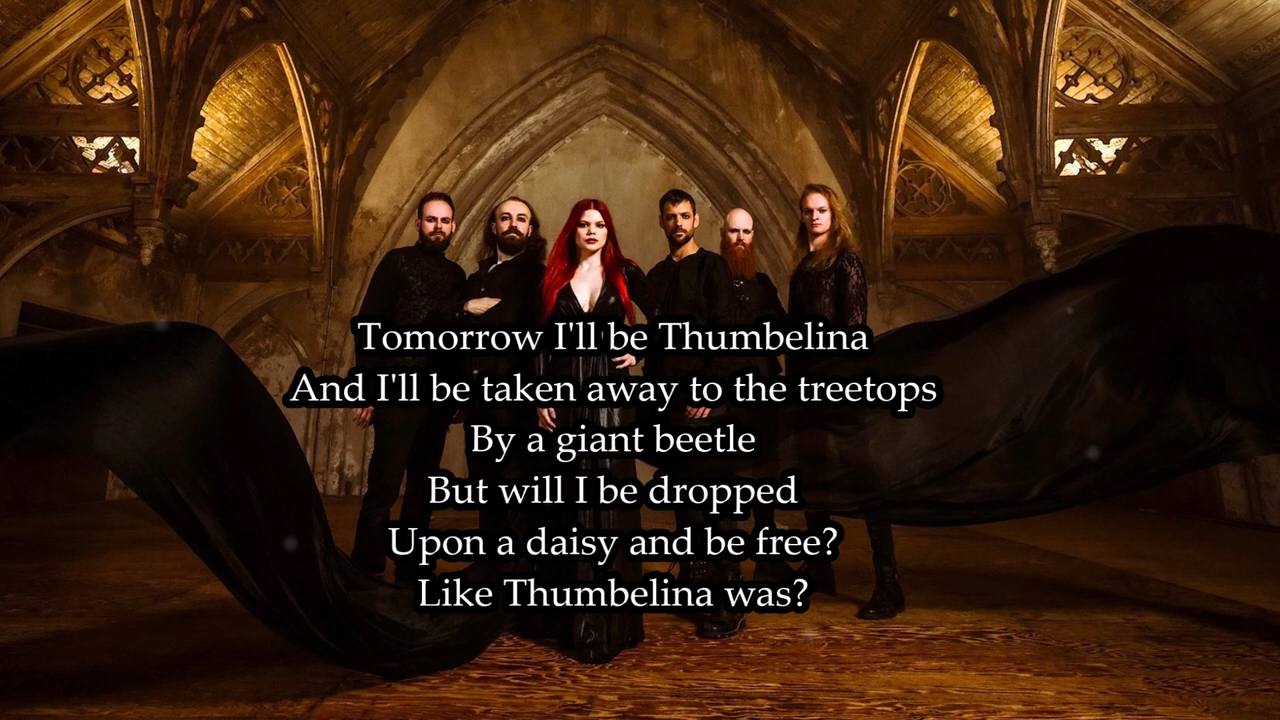 Tomorrow I'll be Thumbelina
And I'll be taken away to the treetops
By a giant beetle
But will I be dropped
Upon a daisy and be free?
Like Thumbelina was?